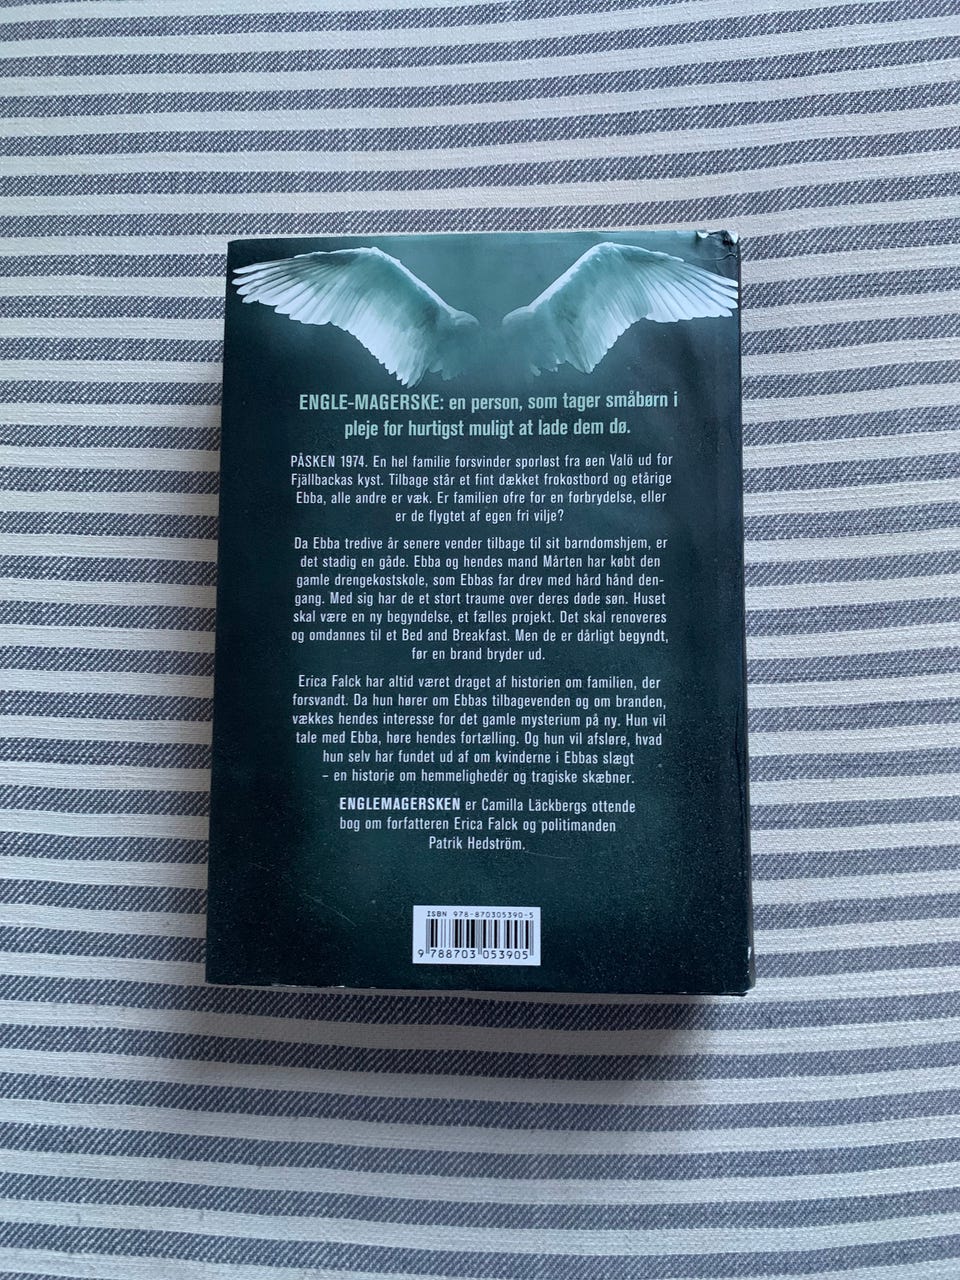 ENGLE-MAGERSKE: en person, som tager småbørn i
pleje for hurtigst muligt at lade dem dø.
PÅSKEN 1974. En hel familie forsvinder sporløst fra øen Valö ud for
Fjällbackas kyst. Tilbage står et fint dækket frokostbord og etårige
Ebba, alle andre er væk. Er familien ofre for en forbrydelse, eller
er de flygtet af egen fri vilje?
Da Ebba tredive år senere vender tilbage til sit barndomshjem, er
det stadig en gåde. Ebba og hendes mand Mårten har købt den
gamle drengekostskole, som Ebbas far drev med hård hånd den-
gang. Med sig har de et stort traume over deres døde søn. Huset
skal være en ny begyndelse, et fælles projekt. Det skal renoveres
og omdannes til et Bed and Breakfast. Men de er dårligt begyndt,
før en brand bryder ud.
Erica Falck har altid været draget af historien om familien, der
forsvandt. Da hun hører om Ebbas tilbagevenden og om branden,
vækkes hendes interesse for det gamle mysterium på ny. Hun vil
tale med Ebba, høre hendes fortælling. Og hun vil afsløre, hvad
hun selv har fundet ud af om kvinderne i Ebbas slægt
– en historie om hemmeligheder og tragiske skæbner.
ENGLEMAGERSKEN er Camilla Läckbergs ottende
bog om forfatteren Erica Falck og politimanden
Patrik Hedström.
ISBN 978-870305390-5
9 788703 053905